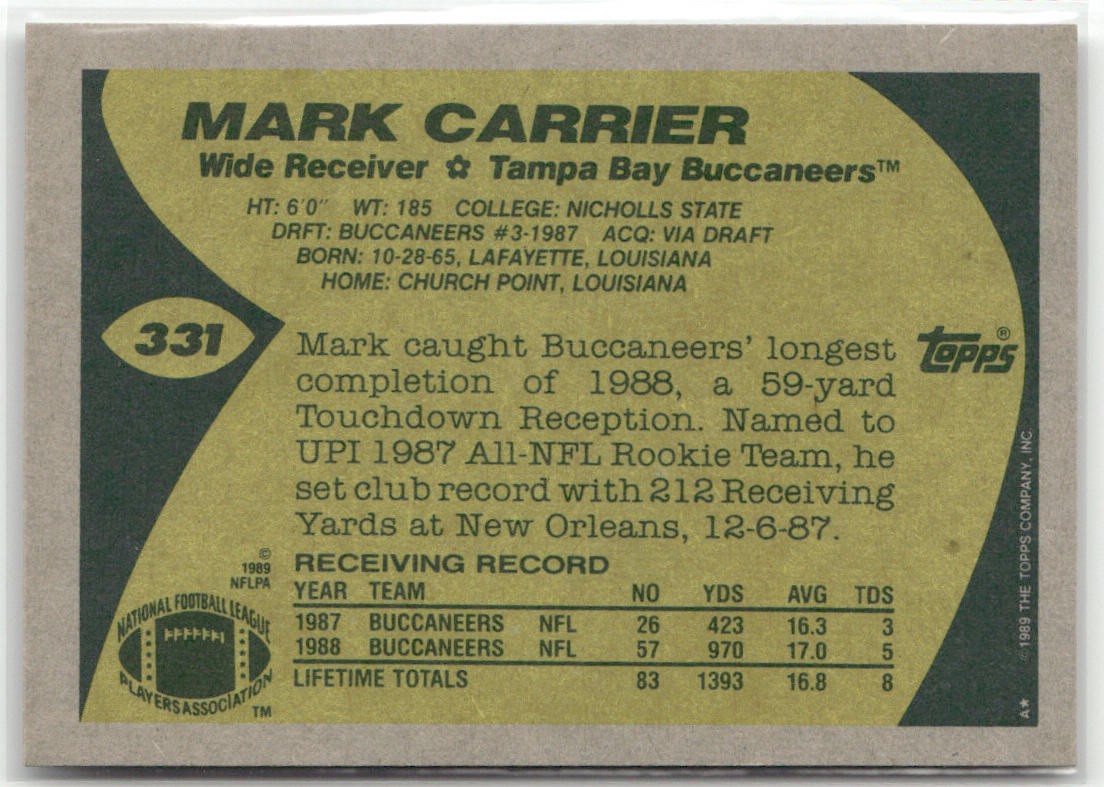 MARK CARRIER
Wide Receiver ✿ Tampa Bay Buccaneers™
HT: 6'0" WT: 185 COLLEGE: NICHOLLS STATE
DRFT: BUCCANEERS #3-1987 ACQ: VIA DRAFT
BORN: 10-28-65, LAFAYETTE, LOUISIANA
HOME: CHURCH POINT, LOUISIANA
331
Mark caught Buccaneers' longest
completion of 1988, a 59-yard
Touchdown Reception. Named to
UPI 1987 All-NFL Rookie Team, he
set club record with 212 Receiving
Yards at New Orleans, 12-6-87.
topps®
©
1989
NFLPA
NATIONAL FOOTBALL LEAGUE
PLAYERS ASSOCIATION
TM
RECEIVING RECORD
YEAR TEAM NO YDS AVG TDS
1987 BUCCANEERS NFL 26 423 16.3 3
1988 BUCCANEERS NFL 57 970 17.0 5
LIFETIME TOTALS 83 1393 16.8 8
©1989 THE TOPPS COMPANY, INC.
A★